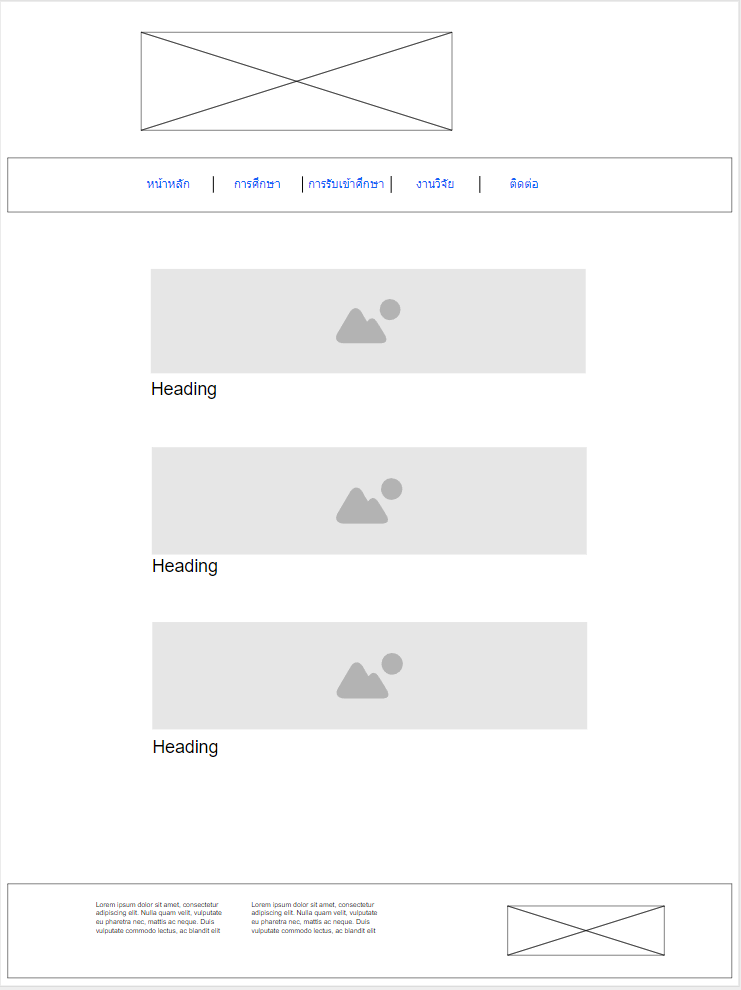 หน้าหลัก การศึกษา การรับเข้าศึกษา งานวิจัย ติดต่อ
Heading
Heading
Heading
Lorem ipsum dolor sit amet, consectetur
adipiscing elit. Nulla quam velit, vulputate
eu pharetra nec, mattis ac neque. Duis
vulputate commodo lectus, ac blandit elit
Lorem ipsum dolor sit amet, consectetur
adipiscing elit. Nulla quam velit, vulputate
eu pharetra nec, mattis ac neque. Duis
vulputate commodo lectus, ac blandit elit